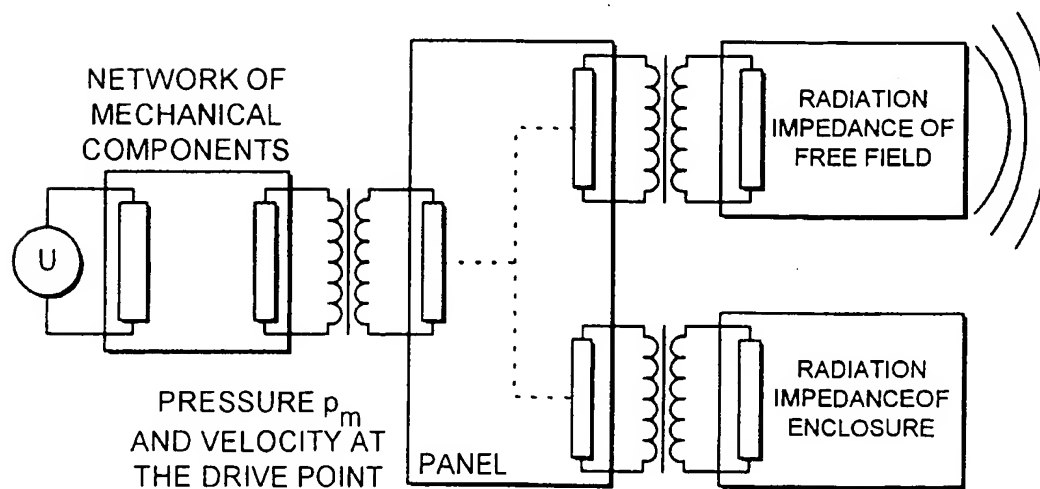 NETWORK OF
MECHANICAL
COMPONENTS
U
PRESSURE pm
AND VELOCITY AT
THE DRIVE POINT
PANEL
RADIATION
IMPEDANCE OF
FREE FIELD
RADIATION
IMPEDANCEOF
ENCLOSURE